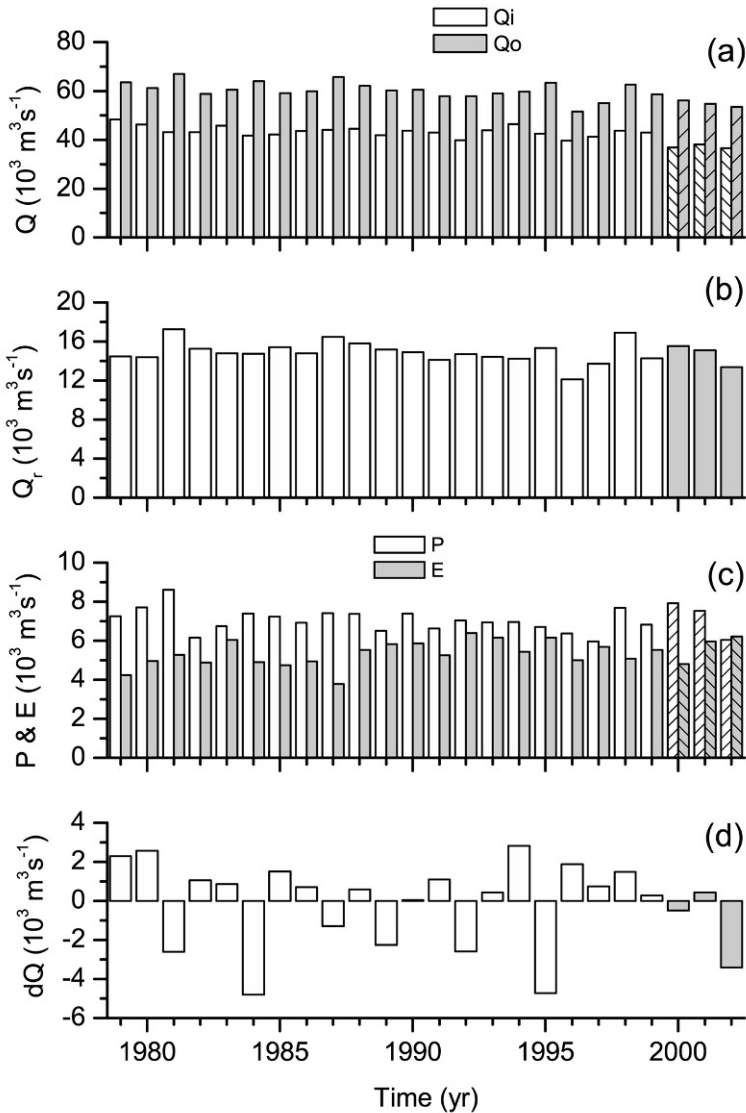 Qi
Qo
(a)
80
60
40
20
0
Q (10³ m³s⁻¹)
(b)
20
16
12
8
4
0
Qᵣ (10³ m³s⁻¹)
P
E
(c)
10
8
6
4
2
0
P & E (10³ m³s⁻¹)
(d)
4
2
0
-2
-4
-6
dQ (10³ m³s⁻¹)
1980 1985 1990 1995 2000
Time (yr)